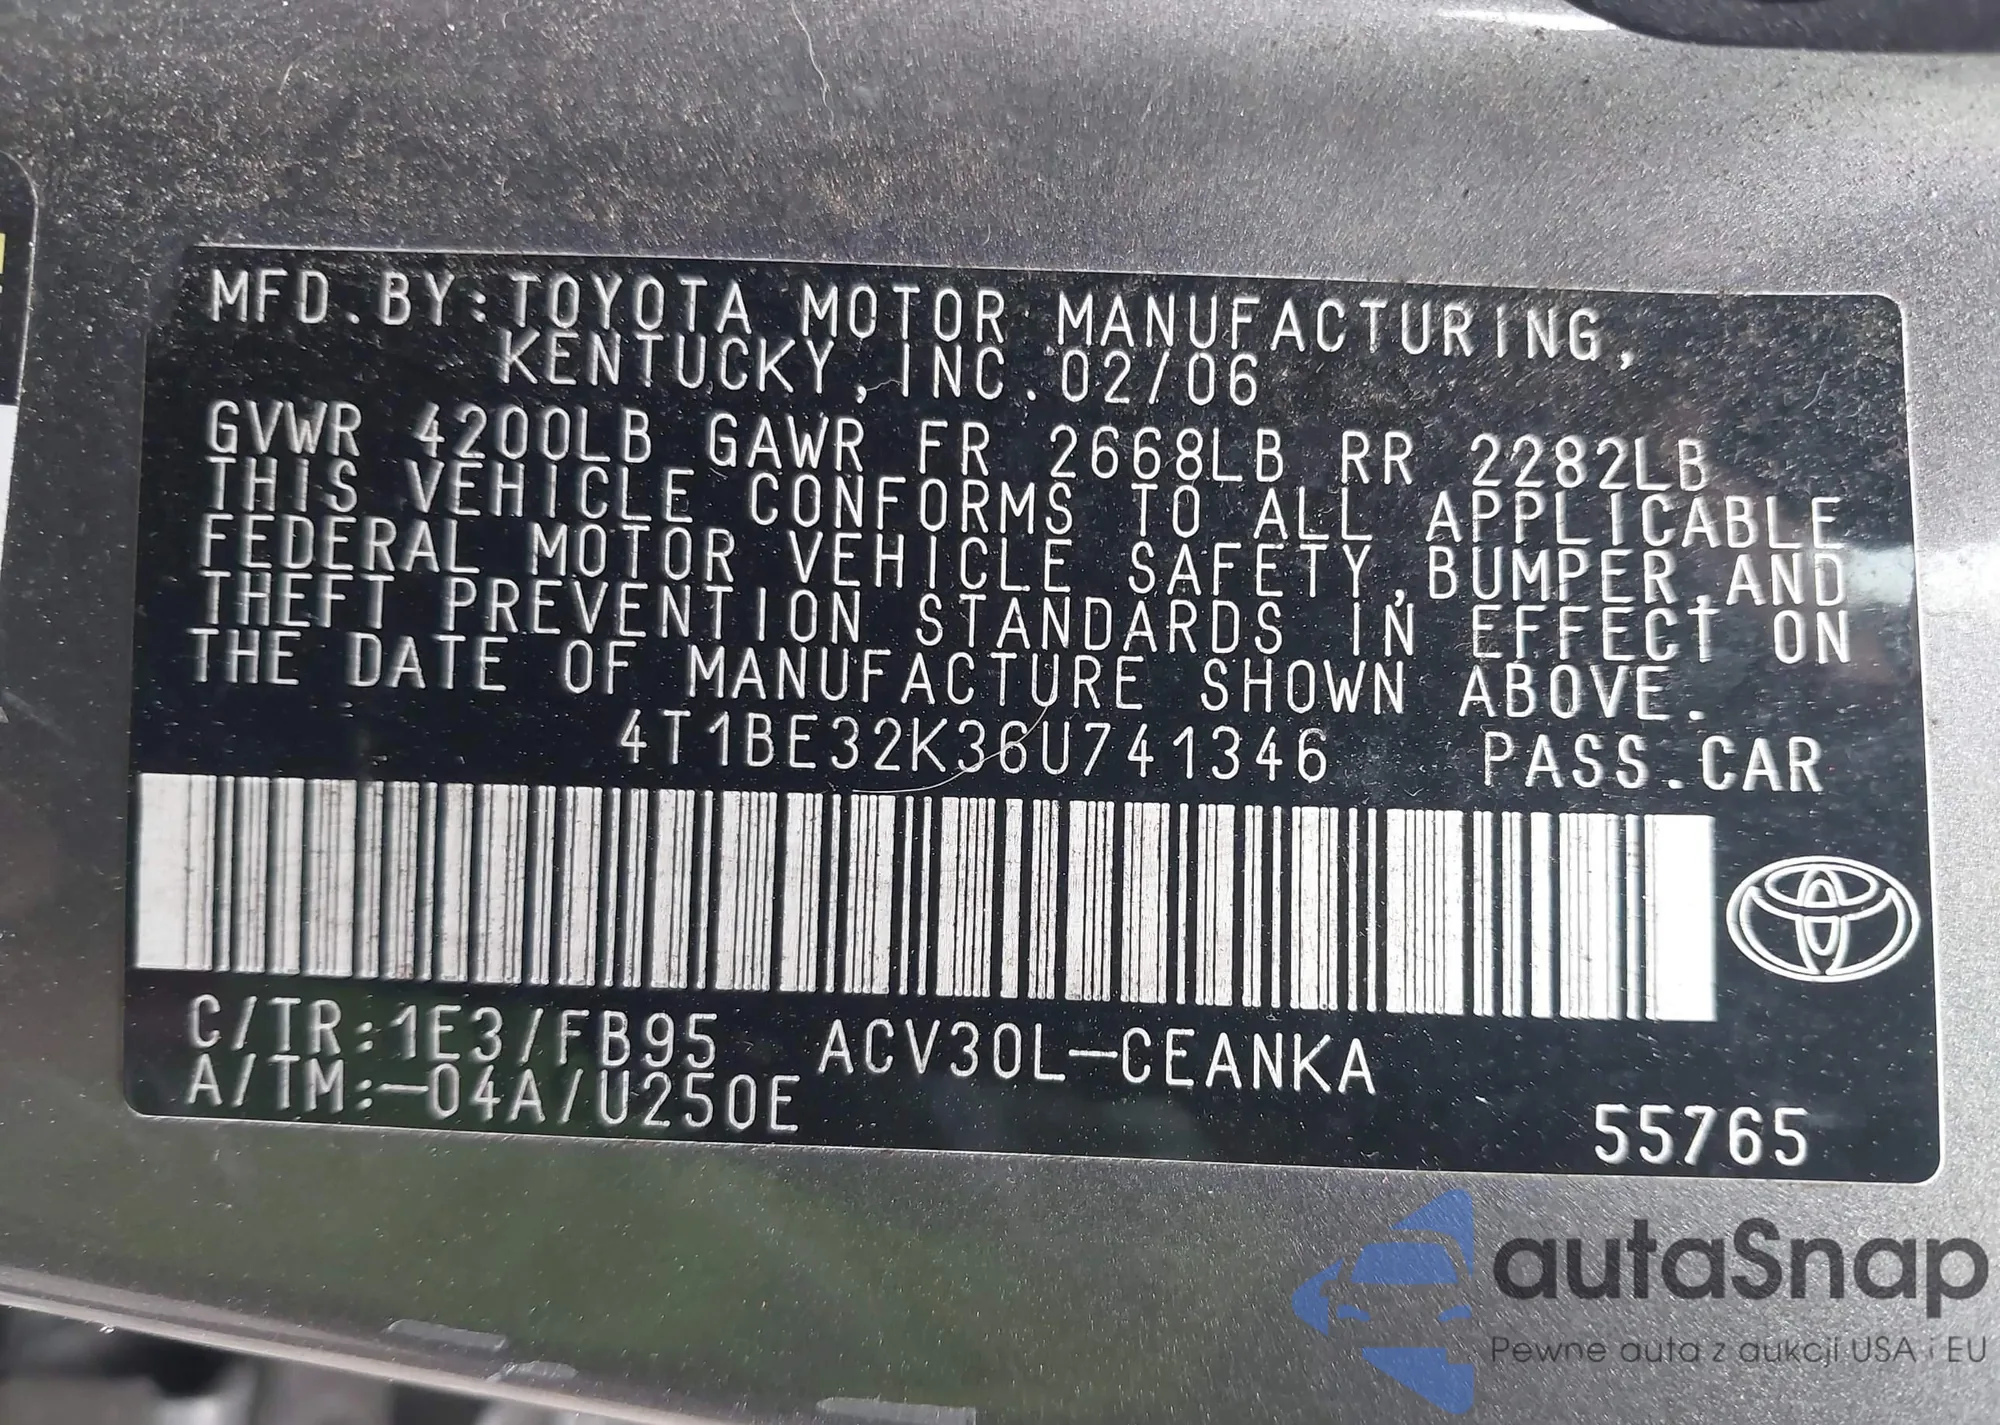 MFD.BY:TOYOTA MOTOR MANUFACTURING,
KENTUCKY,INC.02/06
GVWR 4200LB GAWR FR 2668LB RR 2282LB
THIS VEHICLE CONFORMS TO ALL APPLICABLE
FEDERAL MOTOR VEHICLE SAFETY,BUMPER,AND
THEFT PREVENTION STANDARDS IN EFFECT ON
THE DATE OF MANUFACTURE SHOWN ABOVE.
4T1BE32K36U741346 PASS.CAR
C/TR:1E3/FB95 ACV30L-CEANKA
A/TM:-04A/U250E
55765
autaSnap
Pewne auta z aukcji USA i EU